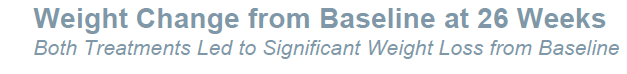 Weight Change from Baseline at 26 Weeks
Both Treatments Led to Significant Weight Loss from Baseline